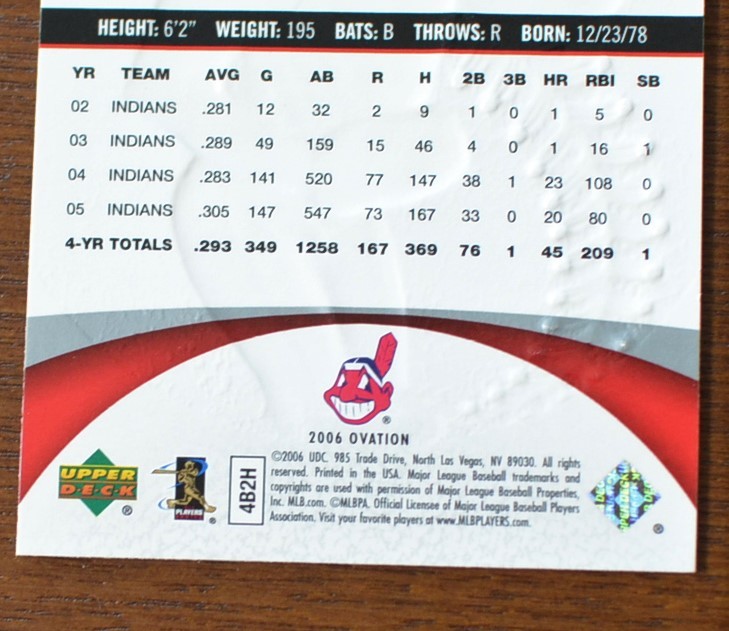 HEIGHT: 6'2" WEIGHT: 195 BATS: B THROWS: R BORN: 12/23/78
YR TEAM AVG G AB R H 2B 3B HR RBI SB
02 INDIANS .281 12 32 2 9 1 0 1 5 0
03 INDIANS .289 49 159 15 46 4 0 1 16 1
04 INDIANS .283 141 520 77 147 38 1 23 108 0
05 INDIANS .305 147 547 73 167 33 0 20 80 0
4-YR TOTALS .293 349 1258 167 369 76 1 45 209 1
®
2006 OVATION
UPPER
DECK
®
PLAYERS
®
4B2H
©2006 UDC. 985 Trade Drive, North Las Vegas, NV 89030. All rights
reserved. Printed in the USA. Major League Baseball trademarks and
copyrights are used with permission of Major League Baseball Properties,
Inc. MLB.com. ©MLBPA. Official Licensee of Major League Baseball Players
Association. Visit your favorite players at www.MLBPLAYERS.com.
®